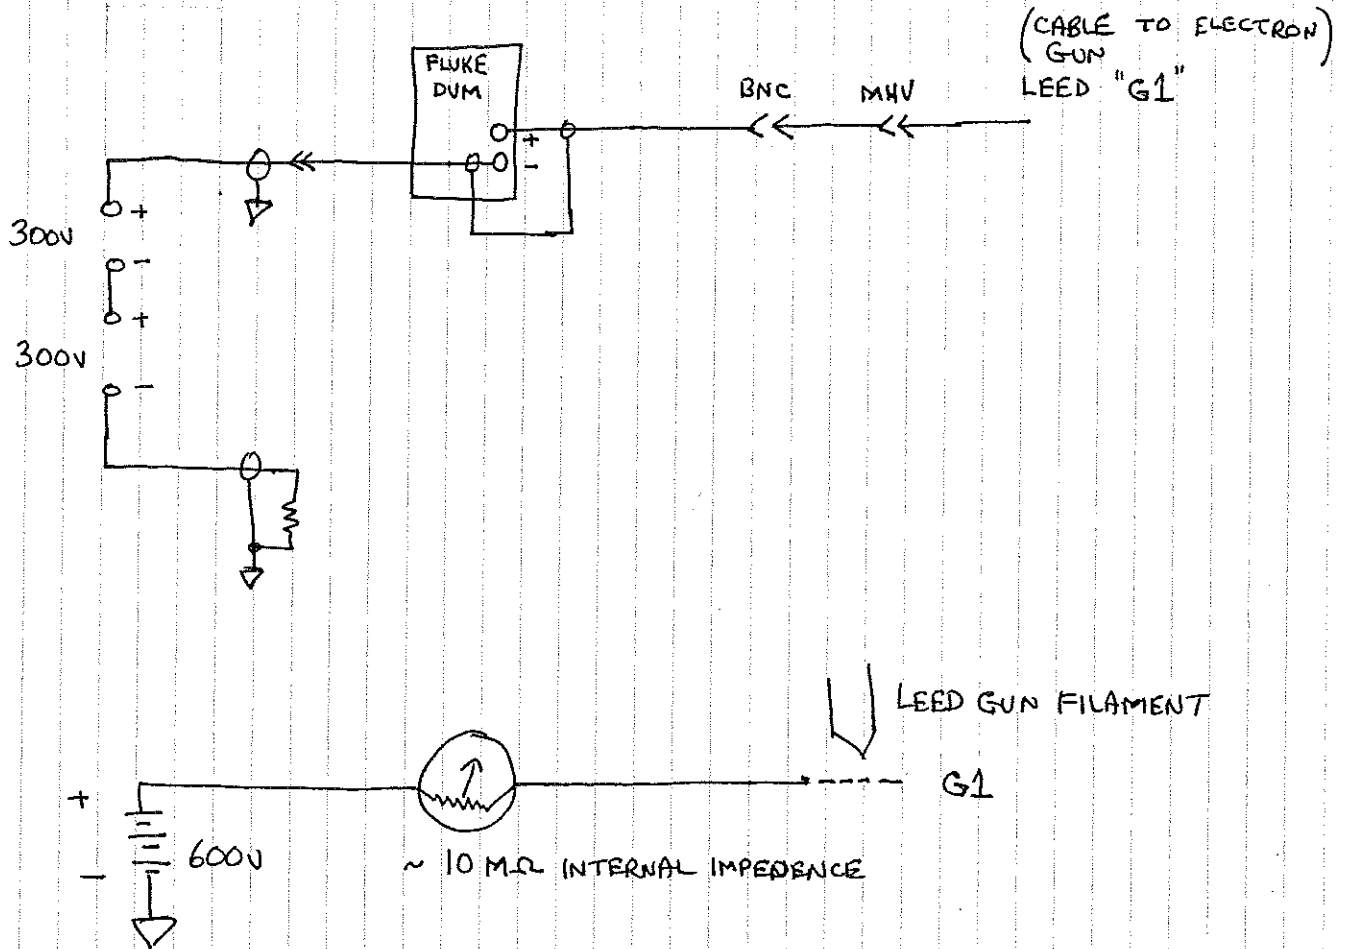 (CABLE TO ELECTRON)
GUN
LEED "G1"
FLUKE
DVM
BNC
MHV
+
-
+
300V
-
+
300V
-
LEED GUN FILAMENT
G1
+
600V
-
~ 10 MΩ INTERNAL IMPEDENCE